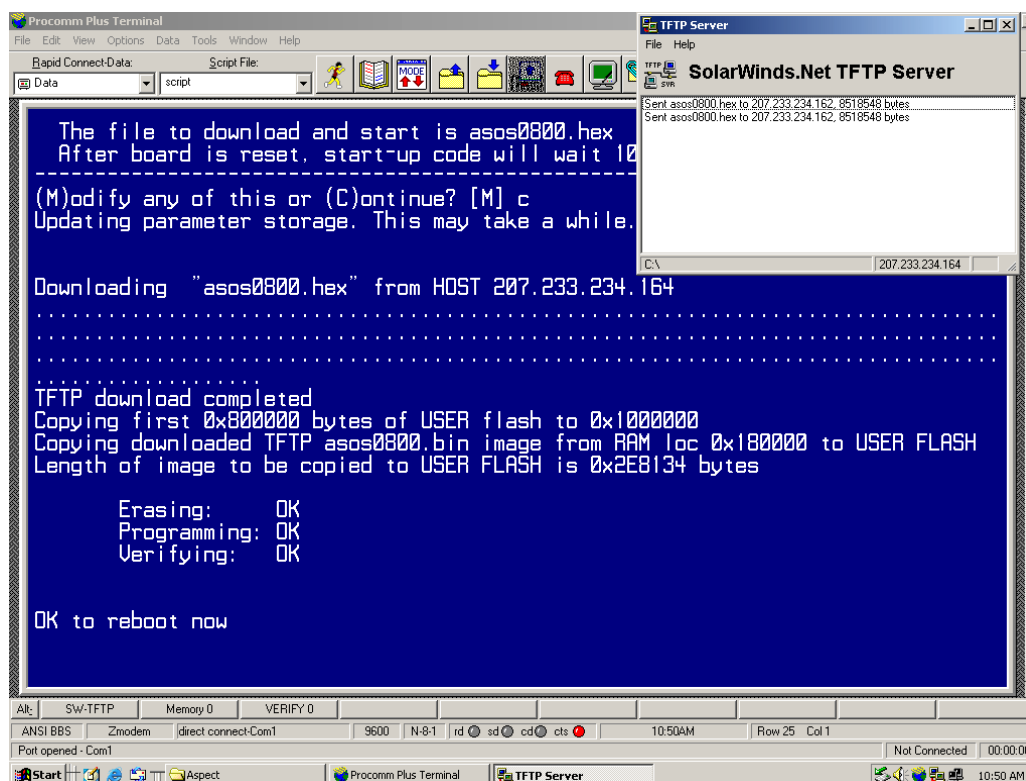 Procomm Plus Terminal
File Edit View Options Data Tools Window Help
Rapid Connect-Data: Script File:
Data script
MODE
TFTP Server
File Help
TFTP SVR SolarWinds.Net TFTP Server
Sent asos0800.hex to 207.233.234.162, 8518548 bytes
Sent asos0800.hex to 207.233.234.162, 8518548 bytes
C:\ 207.233.234.164
The file to download and start is asos0800.hex
After board is reset, start-up code will wait 10
------------------------------------------------
(M)odify any of this or (C)ontinue? [M] c
Updating parameter storage. This may take a while.
Downloading "asos0800.hex" from HOST 207.233.234.164
................................................................................
................................................................................
...................
TFTP download completed
Copying first 0x800000 bytes of USER flash to 0x1000000
Copying downloaded TFTP asos0800.bin image from RAM loc 0x180000 to USER FLASH
Length of image to be copied to USER FLASH is 0x2E8134 bytes
Erasing: OK
Programming: OK
Verifying: OK
OK to reboot now
Alt: SW-TFTP Memory 0 VERIFY 0
ANSI BBS Zmodem direct connect-Com1 9600 N-8-1 rd sd cd cts 10:50AM Row 25 Col 1
Port opened - Com1 Not Connected 00:00:0
Start Aspect Procomm Plus Terminal TFTP Server 10:50 AM